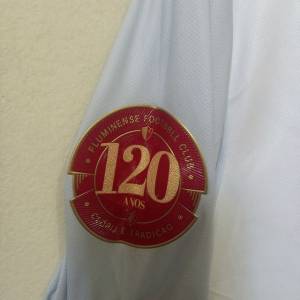 FLUMINENSE FOOTBALL CLUB
120
ANOS
E TRADIÇÃO